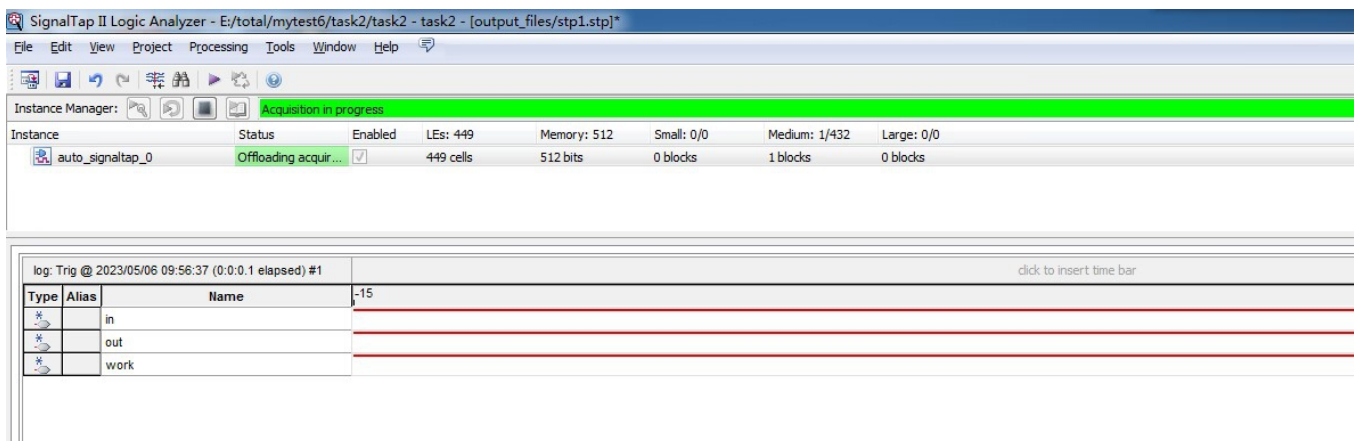 SignalTap II Logic Analyzer - E:/total/mytest6/task2/task2 - task2 - [output_files/stp1.stp]*
File Edit View Project Processing Tools Window Help
Instance Manager: Acquisition in progress
Instance Status Enabled LEs: 449 Memory: 512 Small: 0/0 Medium: 1/432 Large: 0/0
auto_signaltap_0 Offloading acquir... 449 cells 512 bits 0 blocks 1 blocks 0 blocks
log: Trig @ 2023/05/06 09:56:37 (0:0:0.1 elapsed) #1 click to insert time bar
Type Alias Name -15
in
out
work